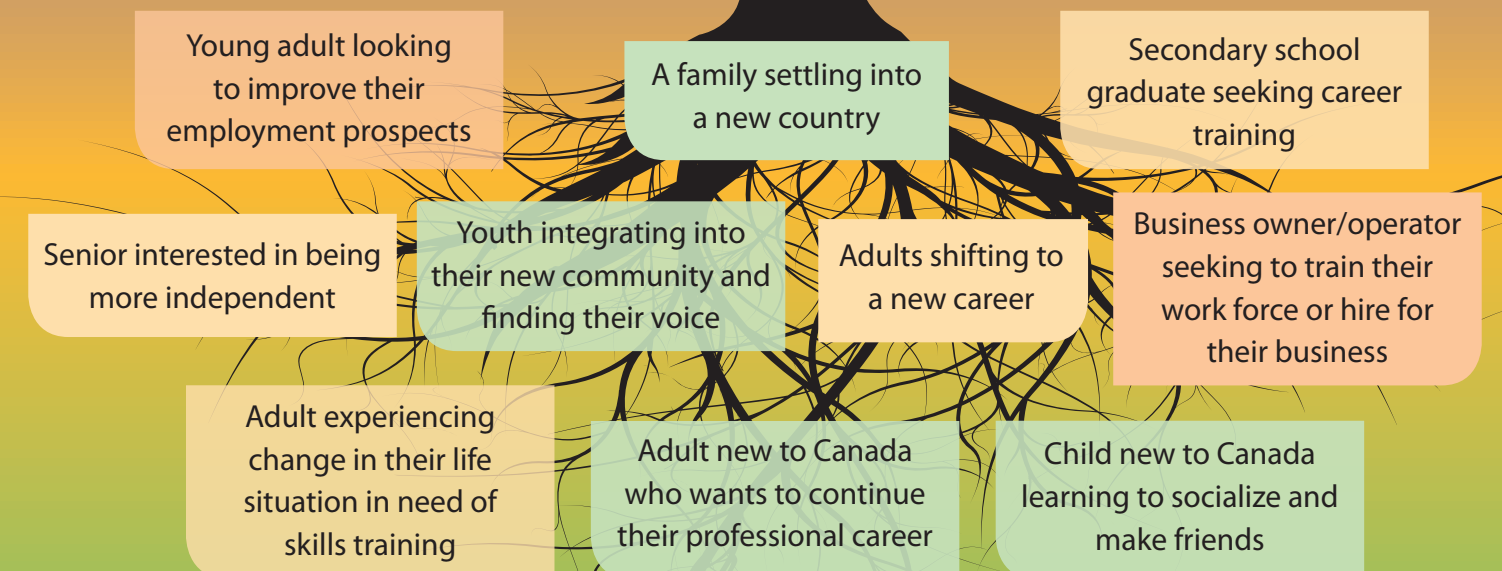 Young adult looking
to improve their
employment prospects
A family settling into
a new country
Secondary school
graduate seeking career
training
Senior interested in being
more independent
Youth integrating into
their new community and
finding their voice
Adults shifting to
a new career
Business owner/operator
seeking to train their
work force or hire for
their business
Adult experiencing
change in their life
situation in need of
skills training
Adult new to Canada
who wants to continue
their professional career
Child new to Canada
learning to socialize and
make friends